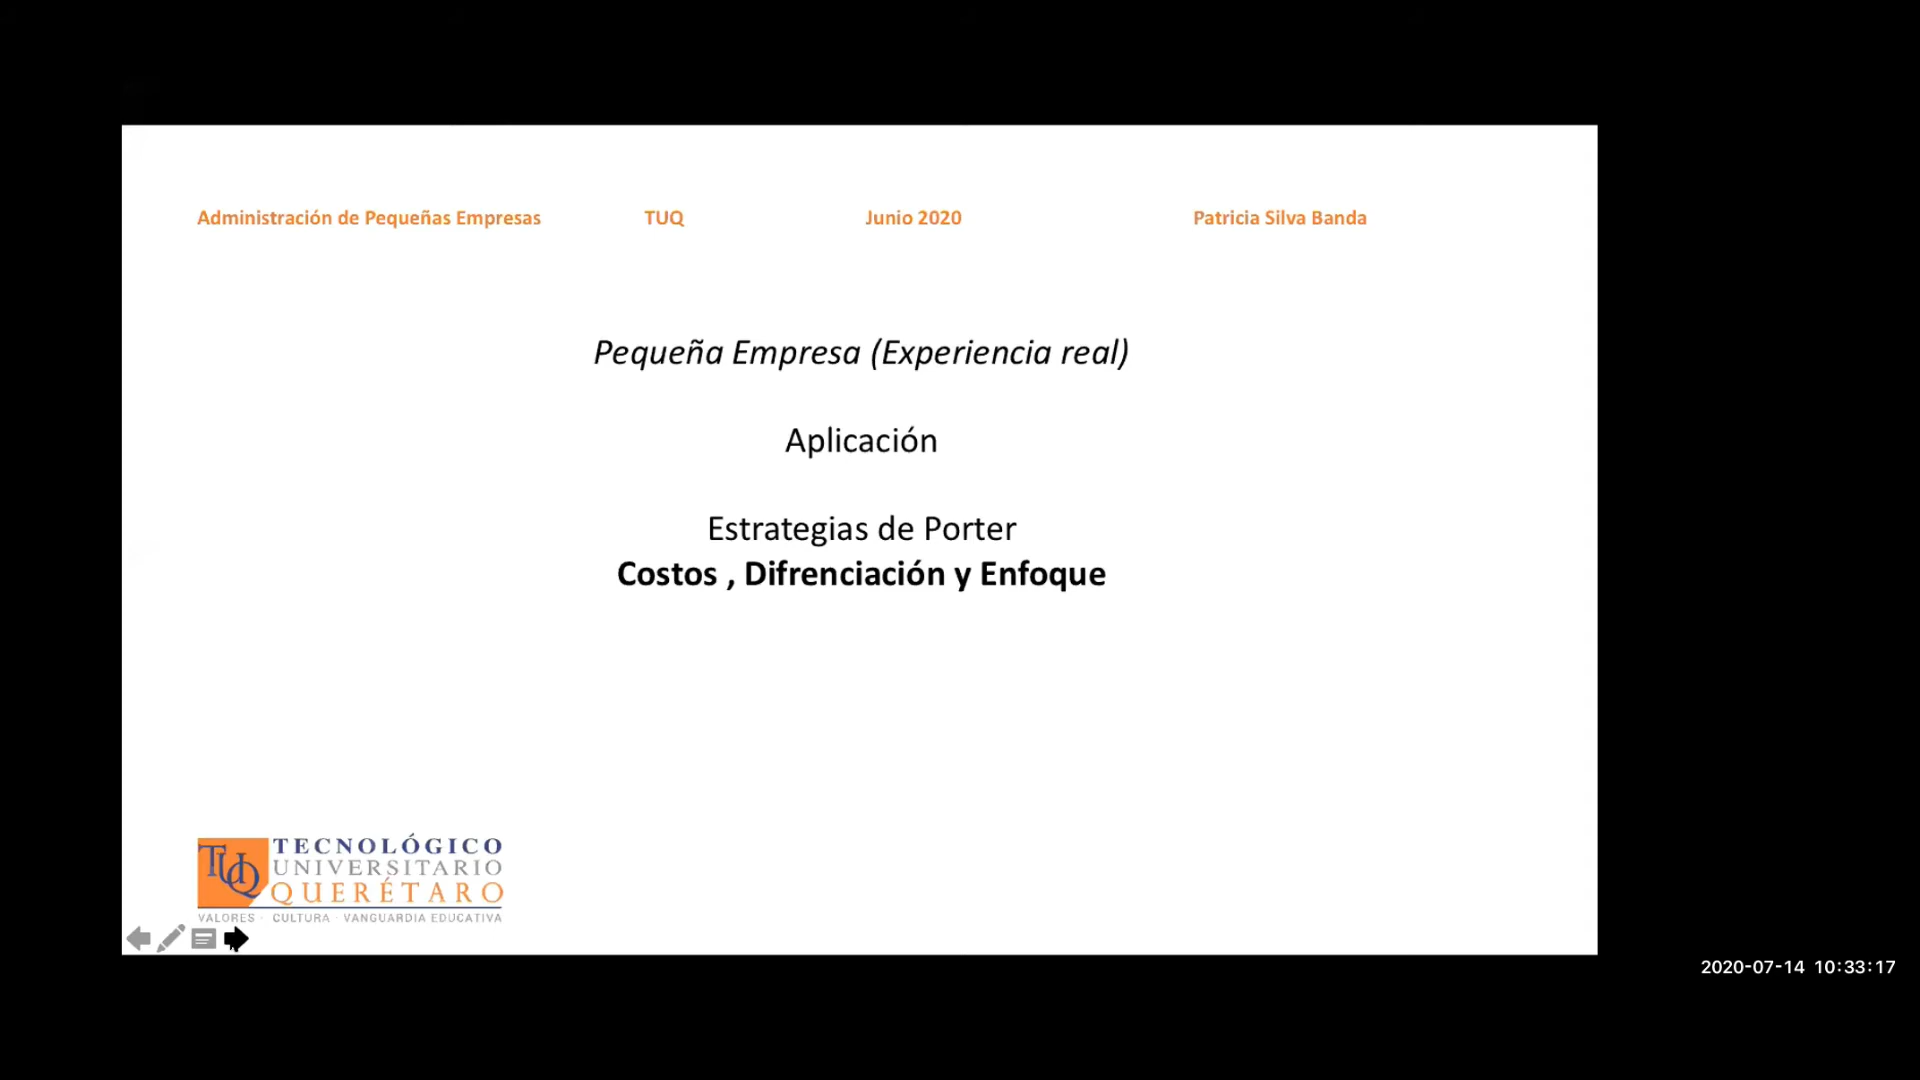 Administración de Pequeñas Empresas TUQ Junio 2020 Patricia Silva Banda
Pequeña Empresa (Experiencia real)
Aplicación
Estrategias de Porter
Costos , Difrenciación y Enfoque
TUQ
TECNOLÓGICO
UNIVERSITARIO
QUERÉTARO
VALORES · CULTURA · VANGUARDIA EDUCATIVA
2020-07-14 10:33:17